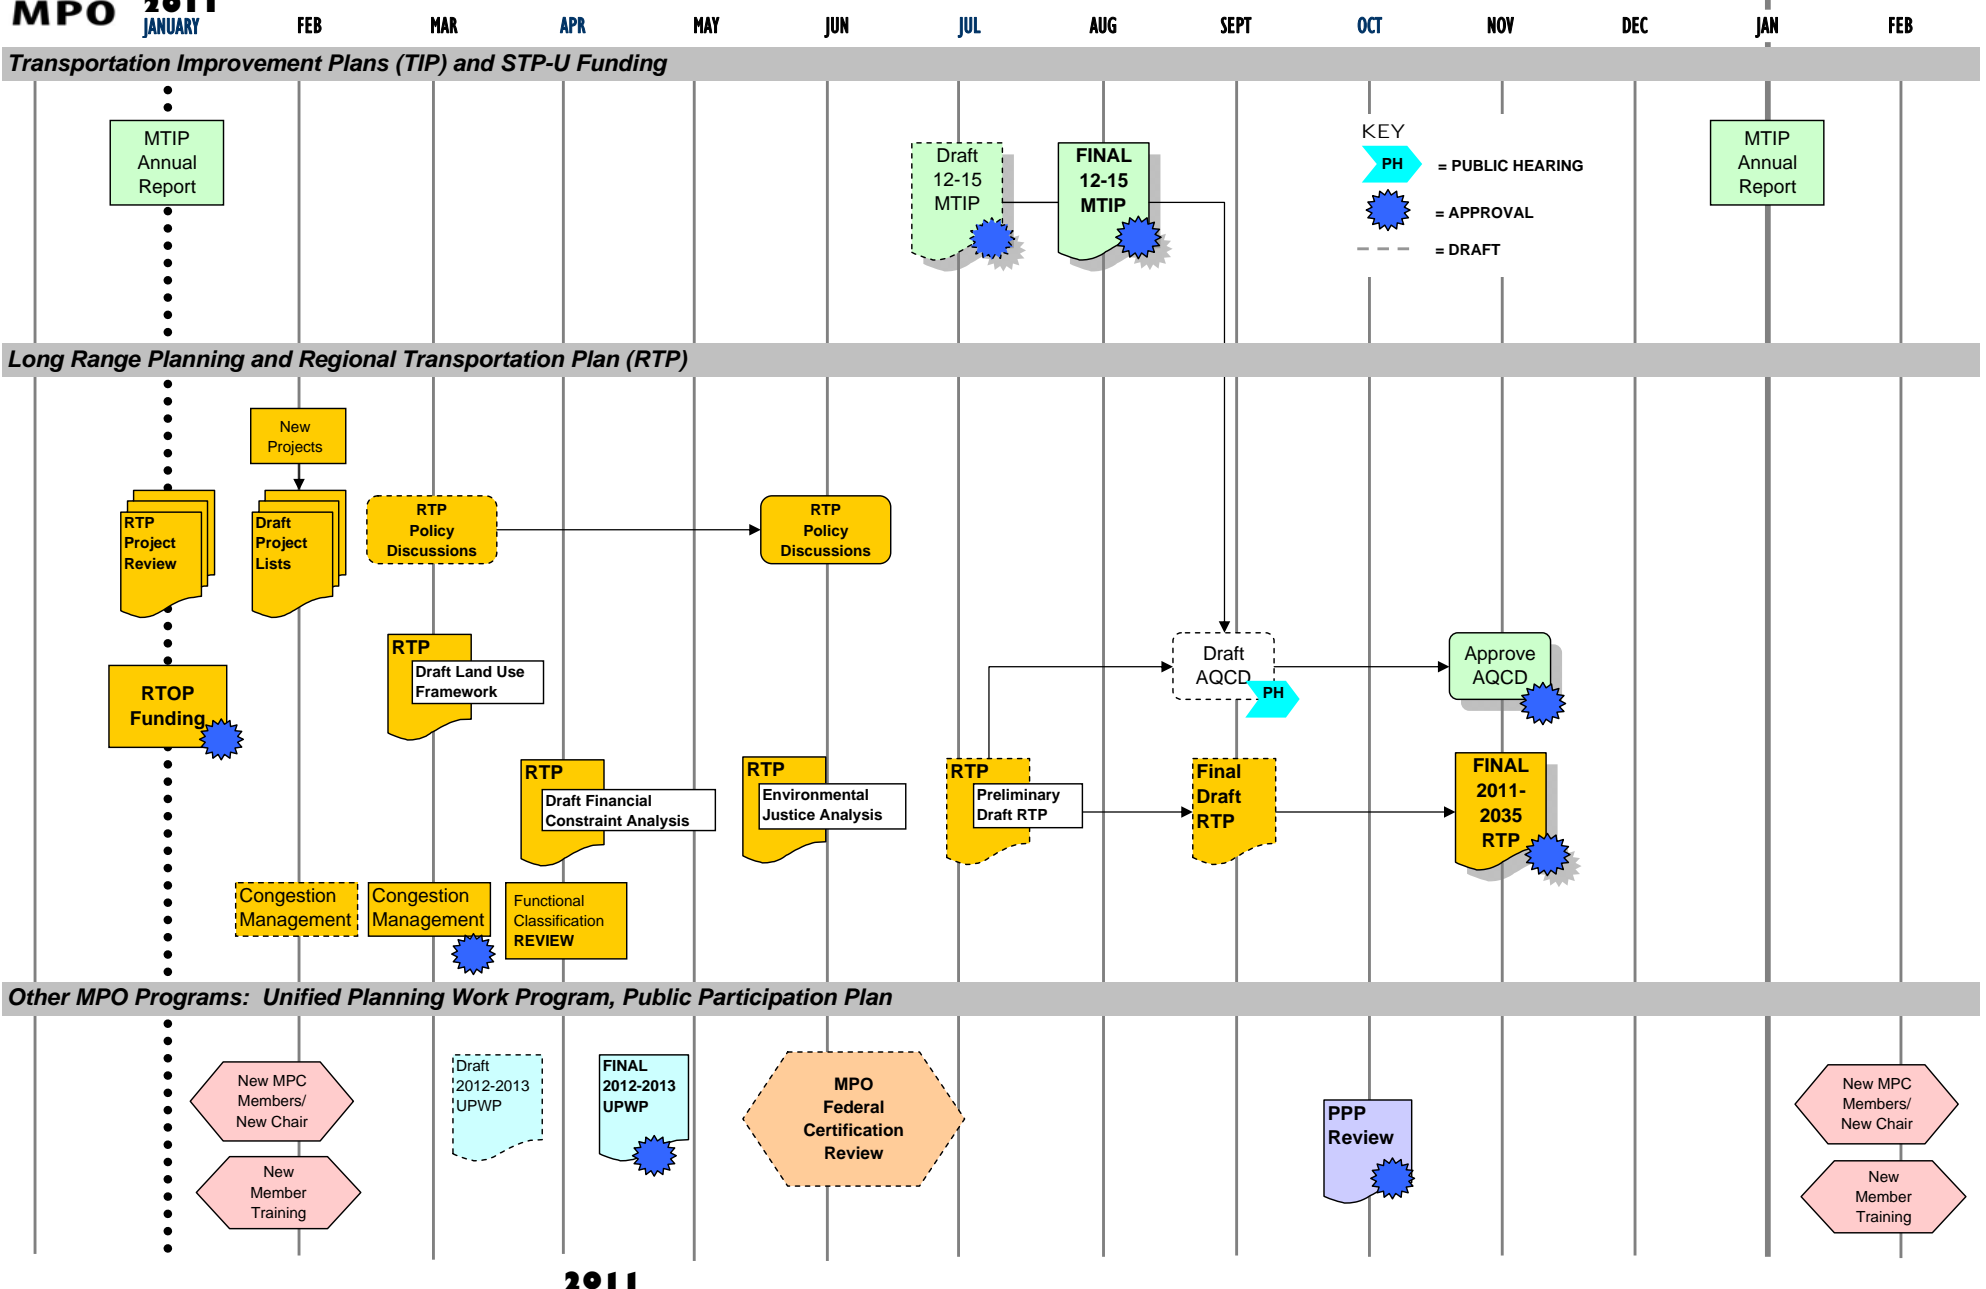 MPO 2011
JANUARY FEB MAR APR MAY JUN JUL AUG SEPT OCT NOV DEC JAN FEB
Transportation Improvement Plans (TIP) and STP-U Funding
MTIP
Annual
Report
Draft
12-15
MTIP
FINAL
12-15
MTIP
KEY
PH = PUBLIC HEARING
= APPROVAL
= DRAFT
MTIP
Annual
Report
Long Range Planning and Regional Transportation Plan (RTP)
New
Projects
RTP
Project
Review
Draft
Project
Lists
RTP
Policy
Discussions
RTP
Policy
Discussions
RTOP
Funding
RTP
Draft Land Use
Framework
Draft
AQCD
PH
Approve
AQCD
RTP
Draft Financial
Constraint Analysis
RTP
Environmental
Justice Analysis
RTP
Preliminary
Draft RTP
Final
Draft
RTP
FINAL
2011-
2035
RTP
Congestion
Management
Congestion
Management
Functional
Classification
REVIEW
Other MPO Programs: Unified Planning Work Program, Public Participation Plan
New MPC
Members/
New Chair
New
Member
Training
Draft
2012-2013
UPWP
FINAL
2012-2013
UPWP
MPO
Federal
Certification
Review
PPP
Review
New MPC
Members/
New Chair
New
Member
Training
2011